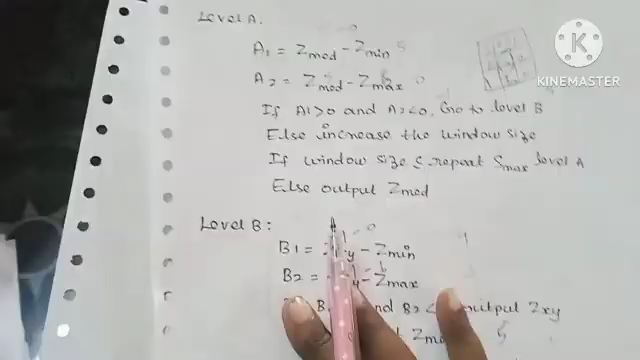 Level A:
A1 = Zmed - Zmin
A2 = Zmed - Zmax
If A1>0 and A2<0, Go to level B
Else increase the window size
If window size ≤ repeat Smax level A
Else output Zmed
Level B:
B1 = y - Zmin
B2 = y - Zmax
and B2 < output Zxy
KINEMASTER